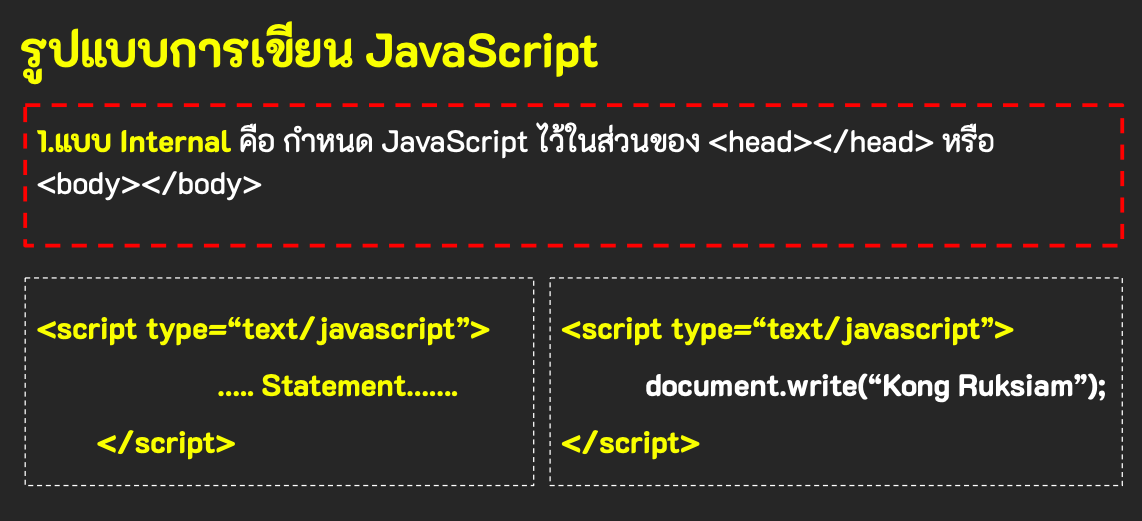 รูปแบบการเขียน JavaScript
1.แบบ Internal คือ กำหนด JavaScript ไว้ในส่วนของ <head></head> หรือ
<body></body>
<script type=“text/javascript”>
..... Statement.......
</script>
<script type=“text/javascript”>
document.write(“Kong Ruksiam”);
</script>